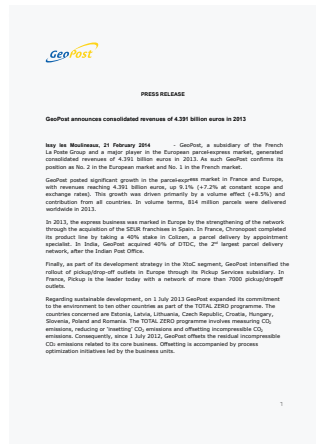 GeoPost
PRESS RELEASE
GeoPost announces consolidated revenues of 4.391 billion euros in 2013
Issy les Moulineaux, 21 February 2014 - GeoPost, a subsidiary of the French
La Poste Group and a major player in the European parcel-express market, generated
consolidated revenues of 4.391 billion euros in 2013. As such GeoPost confirms its
position as No. 2 in the European market and No. 1 in the French market.
GeoPost posted significant growth in the parcel-express market in France and Europe,
with revenues reaching 4.391 billion euros, up 9.1% (+7.2% at constant scope and
exchange rates). This growth was driven primarily by a volume effect (+8.5%) and
contribution from all countries. In volume terms, 814 million parcels were delivered
worldwide in 2013.
In 2013, the express business was marked in Europe by the strengthening of the network
through the acquisition of the SEUR franchises in Spain. In France, Chronopost completed
its product line by taking a 40% stake in Colizen, a parcel delivery by appointment
specialist. In India, GeoPost acquired 40% of DTDC, the 2nd largest parcel delivery
network, after the Indian Post Office.
Finally, as part of its development strategy in the XtoC segment, GeoPost intensified the
rollout of pickup/drop-off outlets in Europe through its Pickup Services subsidiary. In
France, Pickup is the leader today with a network of more than 7000 pickup/drop-off
outlets.
Regarding sustainable development, on 1 July 2013 GeoPost expanded its commitment
to the environment to ten other countries as part of the TOTAL ZERO programme. The
countries concerned are Estonia, Latvia, Lithuania, Czech Republic, Croatia, Hungary,
Slovenia, Poland and Romania. The TOTAL ZERO programme involves measuring CO₂
emissions, reducing or 'insetting' CO₂ emissions and offsetting incompressible CO₂
emissions. Consequently, since 1 July 2012, GeoPost offsets the residual incompressible
CO₂ emissions related to its core business. Offsetting is accompanied by process
optimization initiatives led by the business units.
1